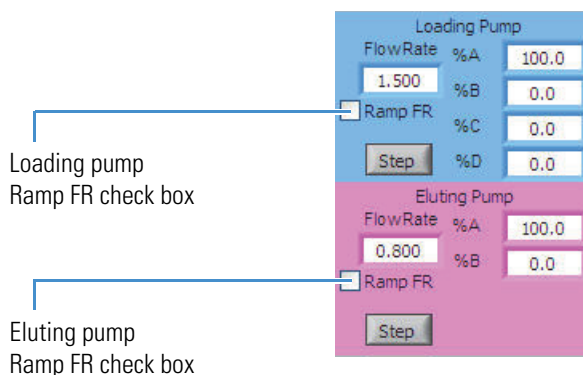 Loading Pump
FlowRate %A 100.0
1.500
%B 0.0
Ramp FR
%C 0.0
Step %D 0.0
Loading pump
Ramp FR check box
Eluting Pump
FlowRate %A 100.0
0.800
%B 0.0
Ramp FR
Step
Eluting pump
Ramp FR check box